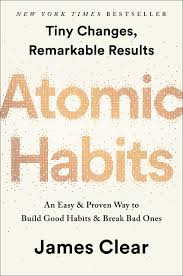 NEW YORK TIMES BESTSELLER
Tiny Changes,
Remarkable Results
Atomic
Habits
An Easy & Proven Way to
Build Good Habits & Break Bad Ones
James Clear